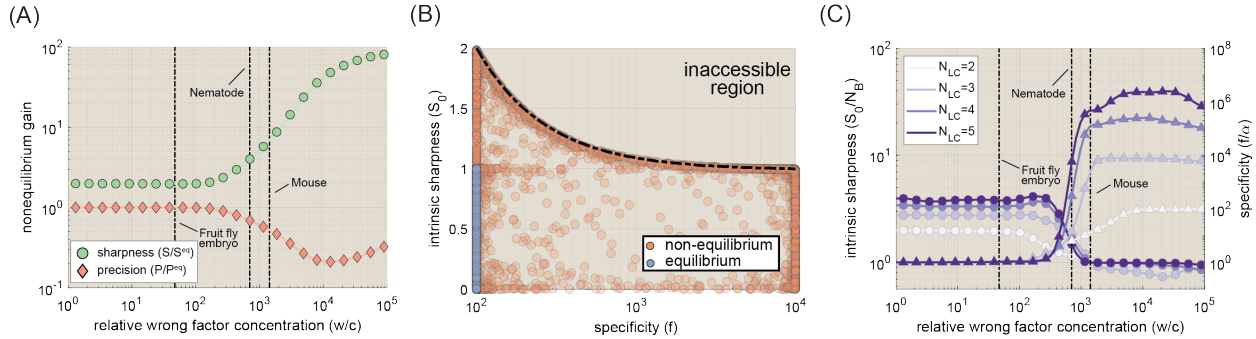 (A)
nonequilibrium gain
10²
10¹
10⁰
10⁻¹
Nematode
Mouse
Fruit fly
embryo
sharpness (S/Sᵉq)
precision (P/Pᵉq)
10⁰ 10¹ 10² 10³ 10⁴ 10⁵
relative wrong factor concentration (w/c)
(B)
intrinsic sharpness (S₀)
2
1.5
1
0.5
0
inaccessible
region
non-equilibrium
equilibrium
10² 10³ 10⁴
specificity (f)
(C)
intrinsic sharpness (S₀/N_B)
10²
10¹
10⁰
N_LC=2
N_LC=3
N_LC=4
N_LC=5
Nematode
Fruit fly
embryo
Mouse
10⁸
10⁶
10⁴
10²
10⁰
specificity (f/α)
10⁰ 10¹ 10² 10³ 10⁴ 10⁵
relative wrong factor concentration (w/c)